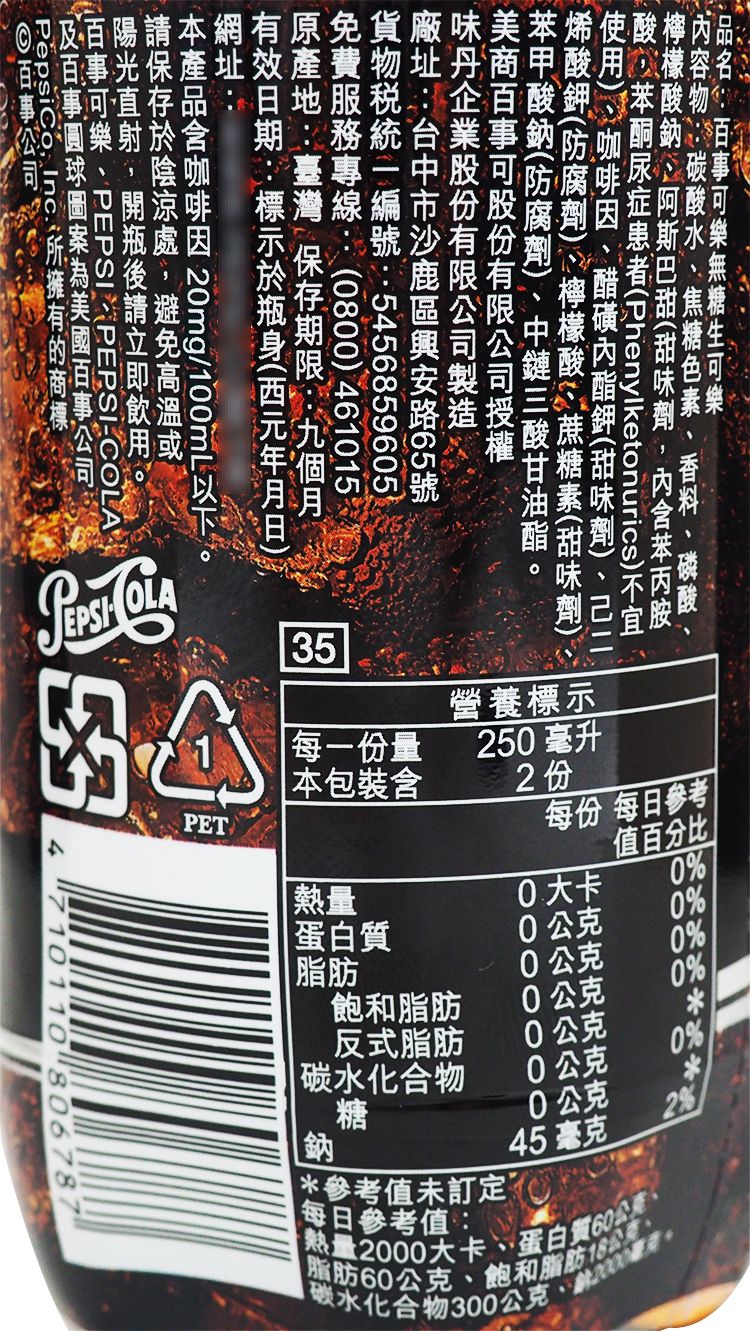 品名：百事可樂無糖生可樂
內容物：碳酸水、焦糖色素、香料、磷酸、
檸檬酸鈉、阿斯巴甜(甜味劑，內含苯丙胺
酸，苯酮尿症患者(Phenylketonurics)不宜
使用)、咖啡因、醋磺內酯鉀(甜味劑)、己二
烯酸鉀(防腐劑)、檸檬酸、蔗糖素(甜味劑)、
苯甲酸鈉(防腐劑)、中鏈三酸甘油酯。
美商百事可股份有限公司授權
味丹企業股份有限公司製造
廠址：台中市沙鹿區興安路65號
貨物稅統一編號：5456859605
免費服務專線：(0800) 461015
原產地：臺灣 保存期限：九個月
有效日期：標示於瓶身(西元年月日)
網址：
本產品含咖啡因 20mg/100mL以下。
請保存於陰涼處，避免高溫或
陽光直射，開瓶後請立即飲用。
百事可樂、PEPSI、PEPSI-COLA
及百事圓球圖案為美國百事公司
PepsiCo, Inc. 所擁有的商標
©百事公司
PEPSI-COLA
1
PET
4 710110 806787
35
營養標示
每一份量 250 毫升
本包裝含 2 份
每份 每日參考
值百分比
熱量 0 大卡 0%
蛋白質 0 公克 0%
脂肪 0 公克 0%
飽和脂肪 0 公克 0%
反式脂肪 0 公克 *
碳水化合物 0 公克 0%
糖 0 公克 *
鈉 45 毫克 2%
*參考值未訂定
每日參考值：
熱量2000大卡、蛋白質60公克、
脂肪60公克、飽和脂肪18公克、
碳水化合物300公克、鈉2000毫克。